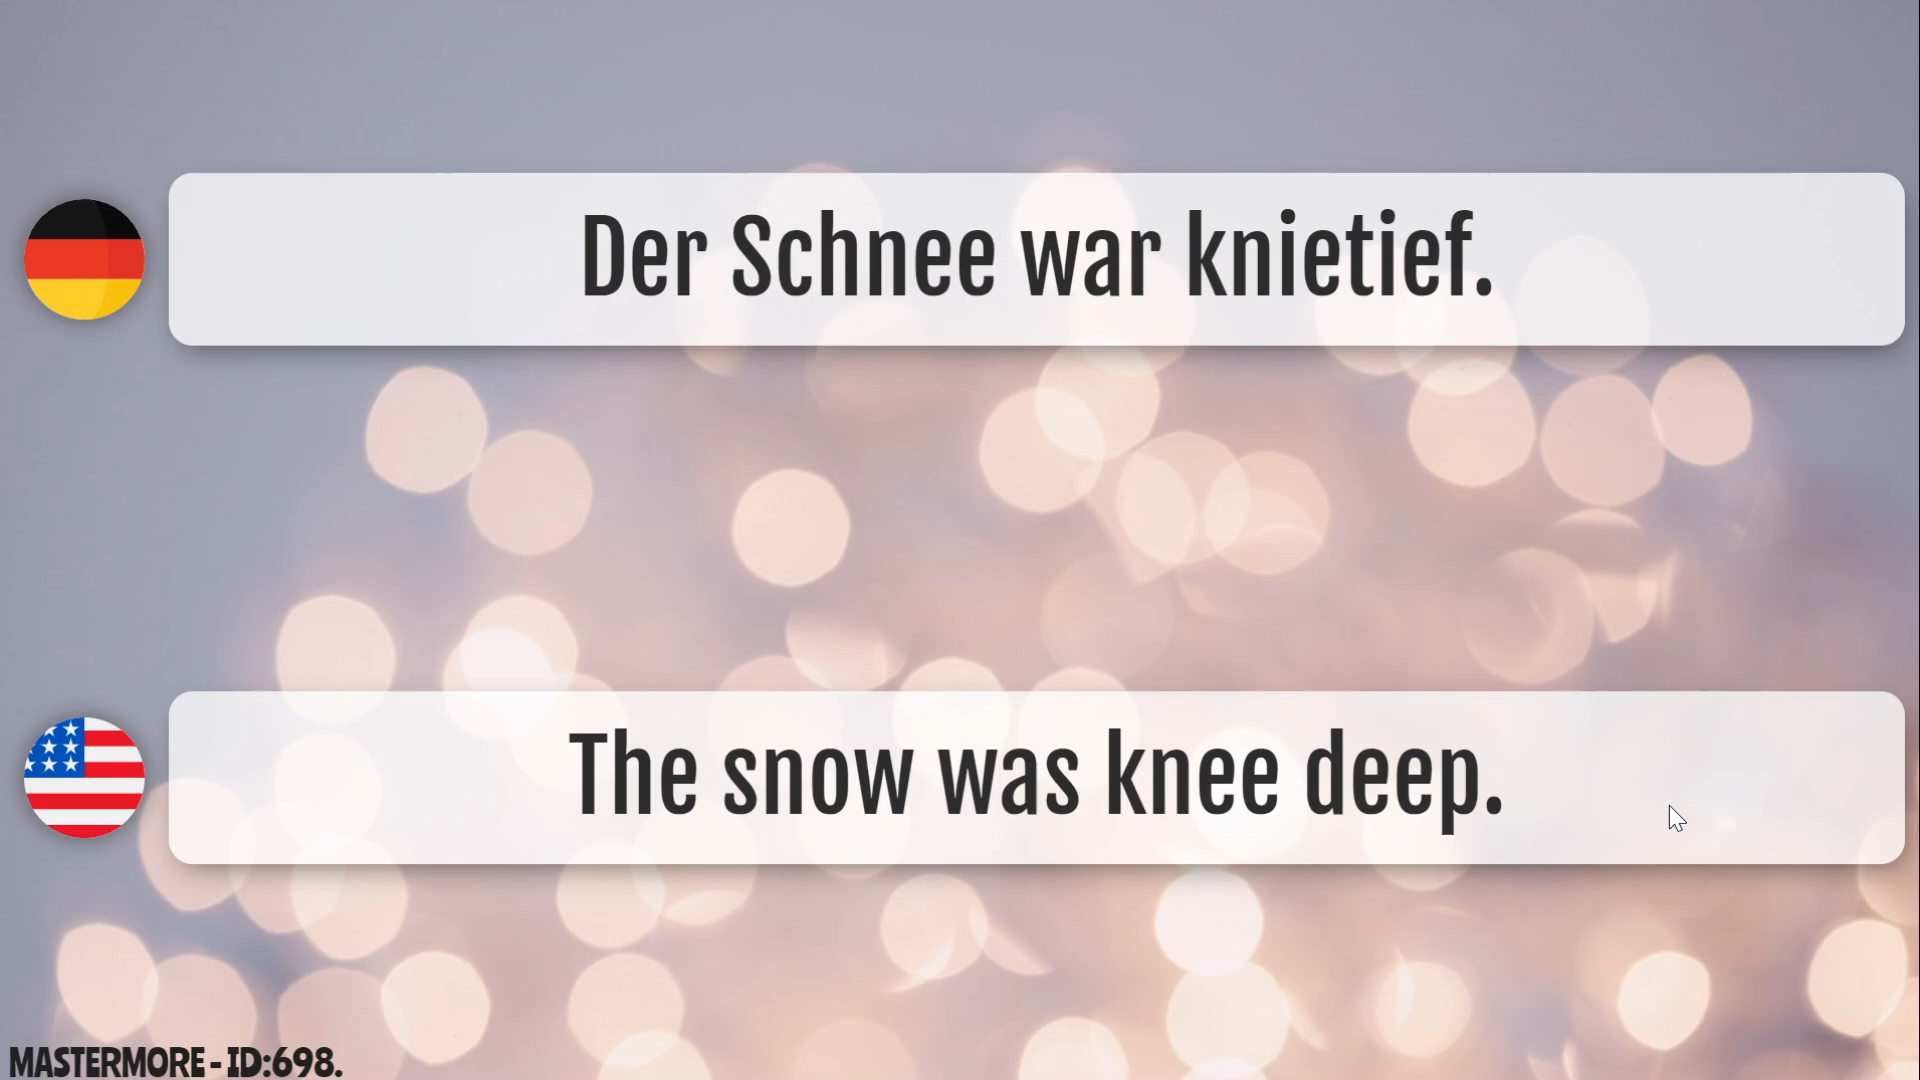 Der Schnee war knietief.
The snow was knee deep.
MASTERMORE - ID:698.